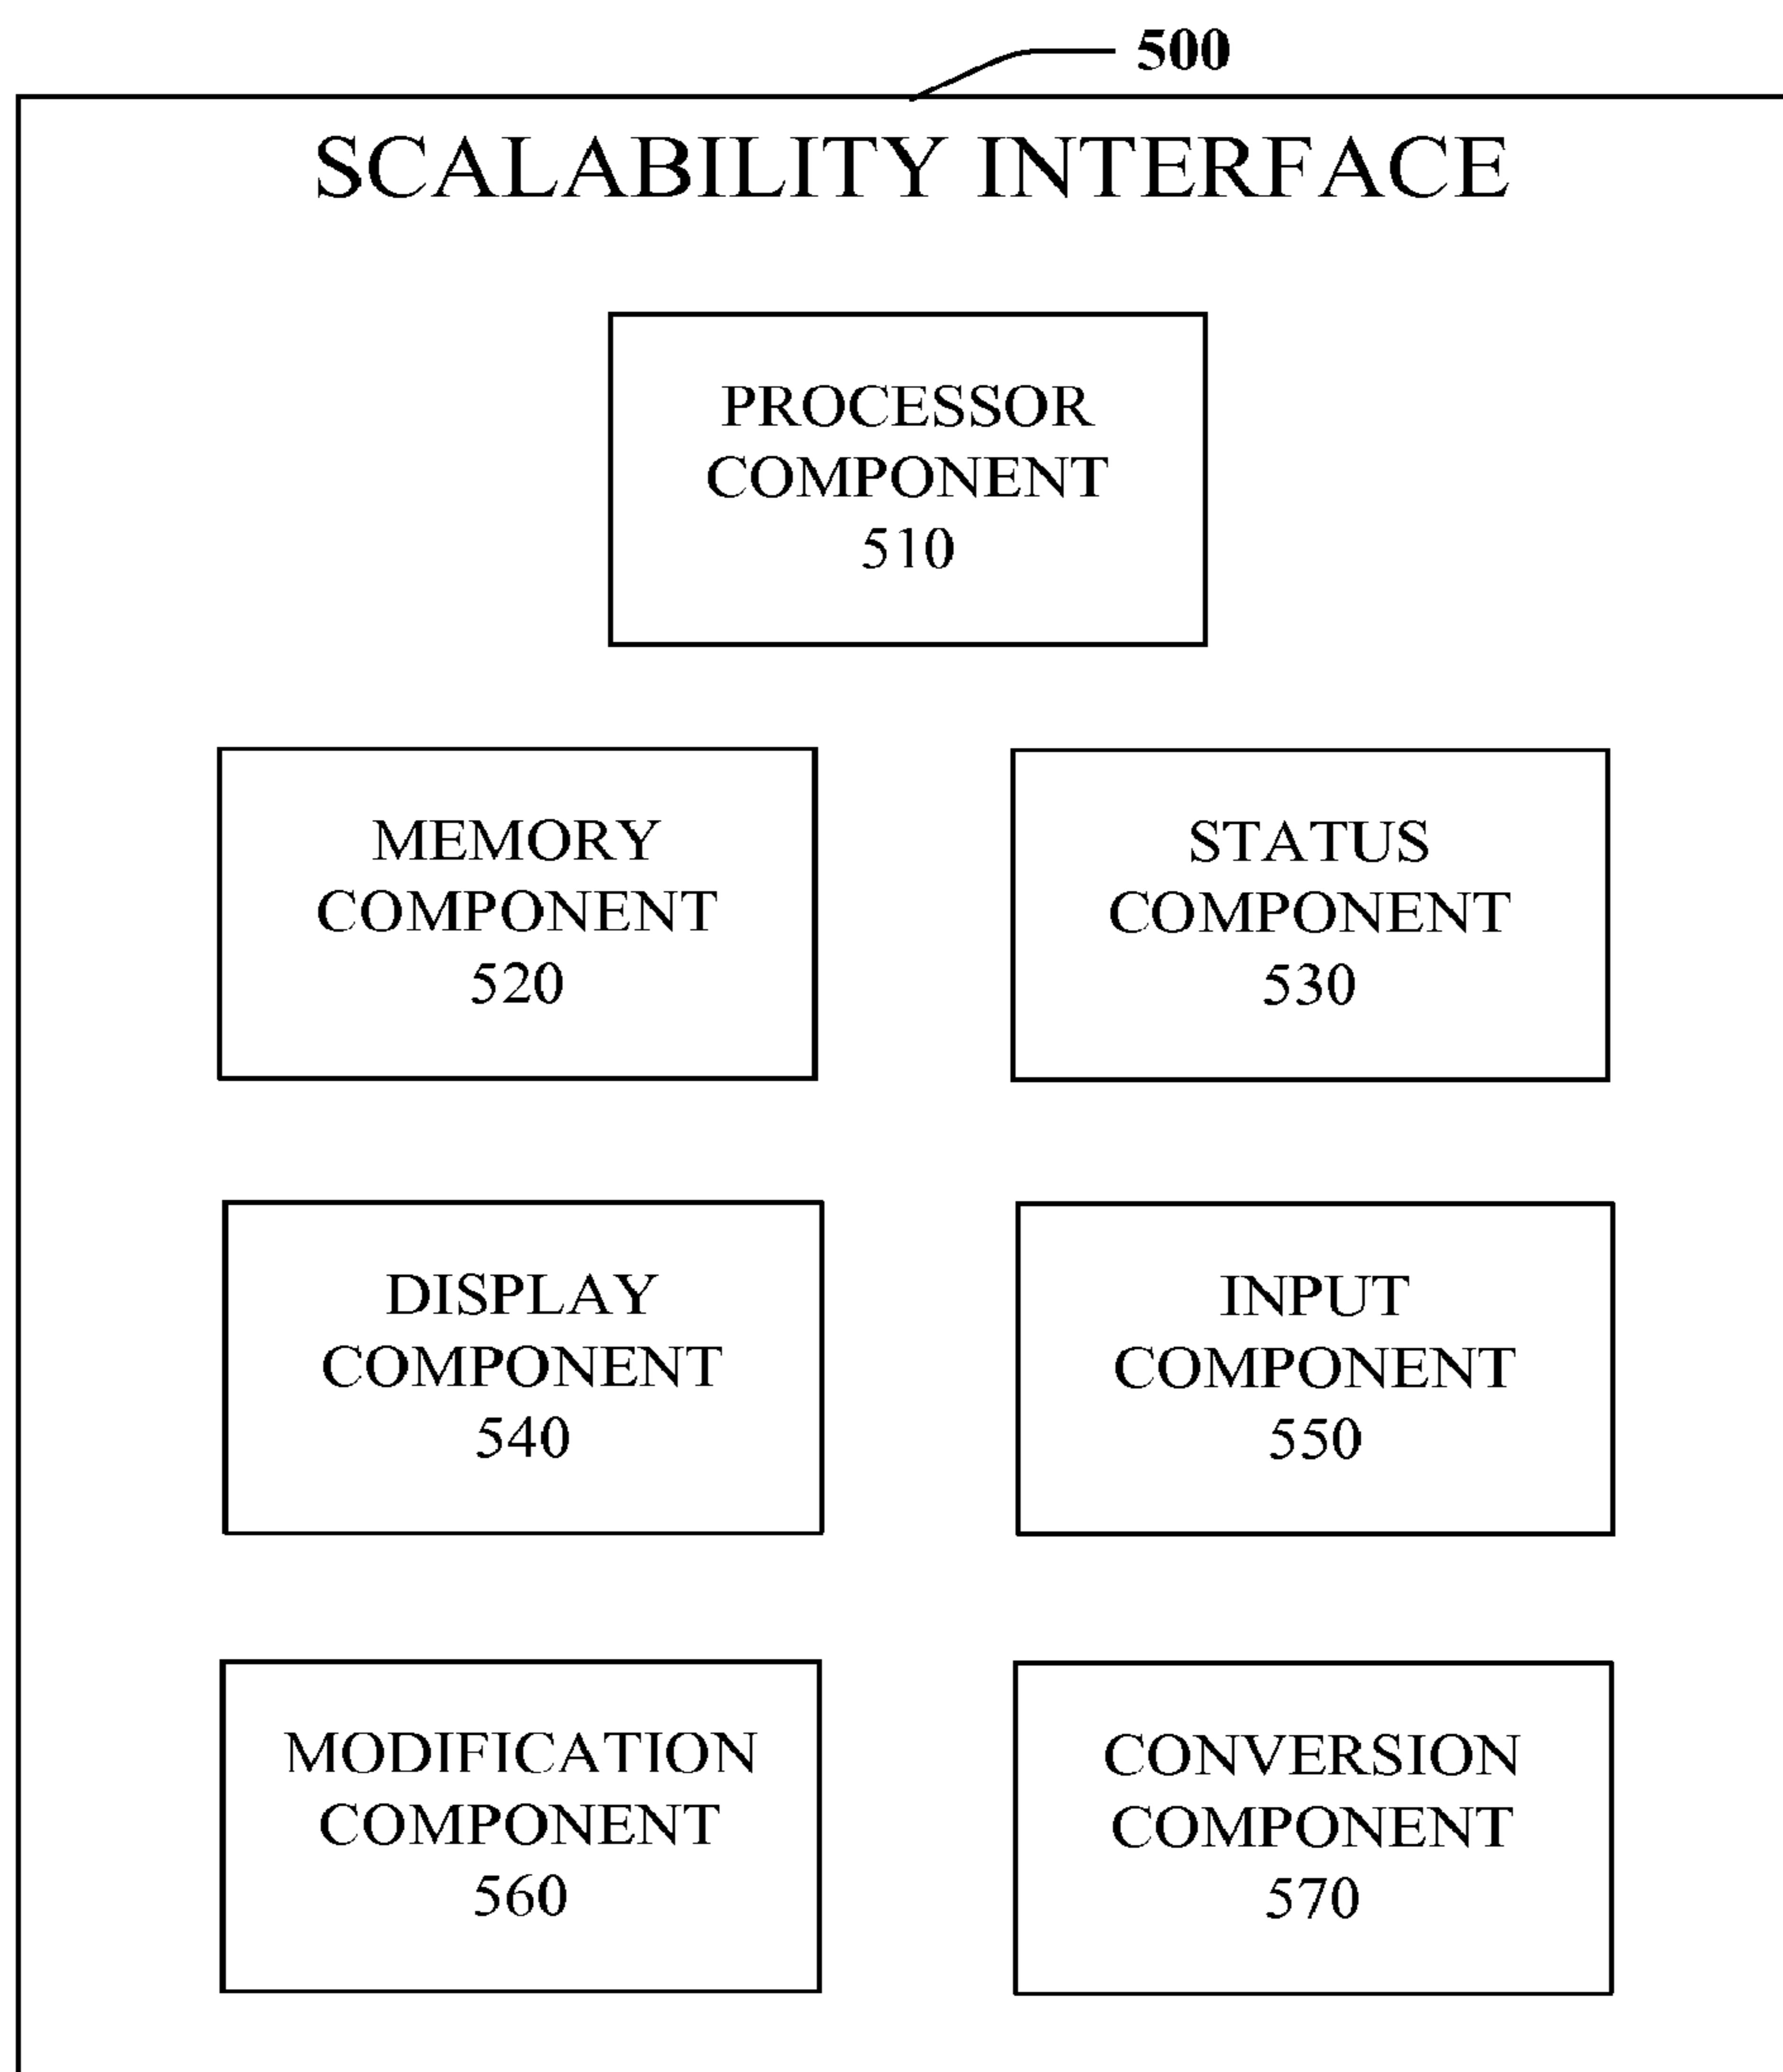 500
SCALABILITY INTERFACE
PROCESSOR
COMPONENT
510
MEMORY
COMPONENT
520
STATUS
COMPONENT
530
DISPLAY
COMPONENT
540
INPUT
COMPONENT
550
MODIFICATION
COMPONENT
560
CONVERSION
COMPONENT
570